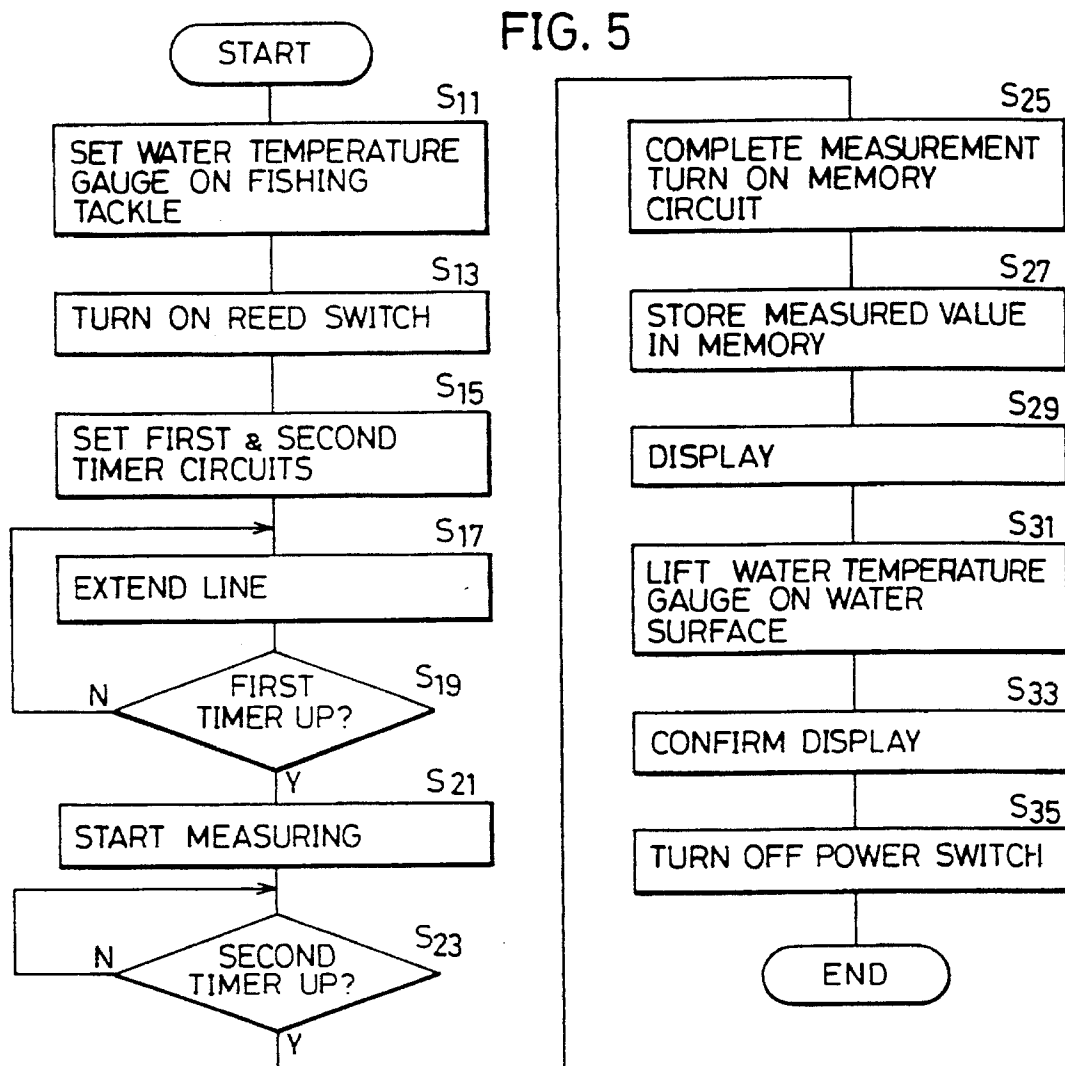 FIG. 5
START
S11
SET WATER TEMPERATURE
GAUGE ON FISHING
TACKLE
S13
TURN ON REED SWITCH
S15
SET FIRST & SECOND
TIMER CIRCUITS
S17
EXTEND LINE
S19
FIRST
TIMER UP?
N
Y
S21
START MEASURING
S23
SECOND
TIMER UP?
N
Y
S25
COMPLETE MEASUREMENT
TURN ON MEMORY
CIRCUIT
S27
STORE MEASURED VALUE
IN MEMORY
S29
DISPLAY
S31
LIFT WATER TEMPERATURE
GAUGE ON WATER
SURFACE
S33
CONFIRM DISPLAY
S35
TURN OFF POWER SWITCH
END